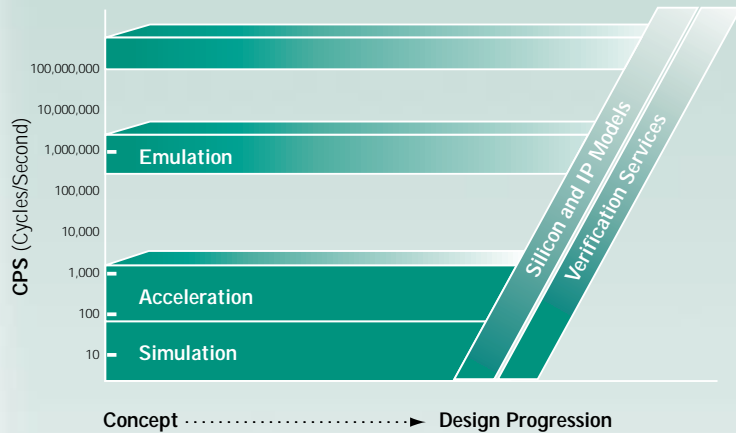 100,000,000
10,000,000
1,000,000
100,000
10,000
1,000
100
10
CPS (Cycles/Second)
Emulation
Acceleration
Simulation
Silicon and IP Models
Verification Services
Concept ........................► Design Progression